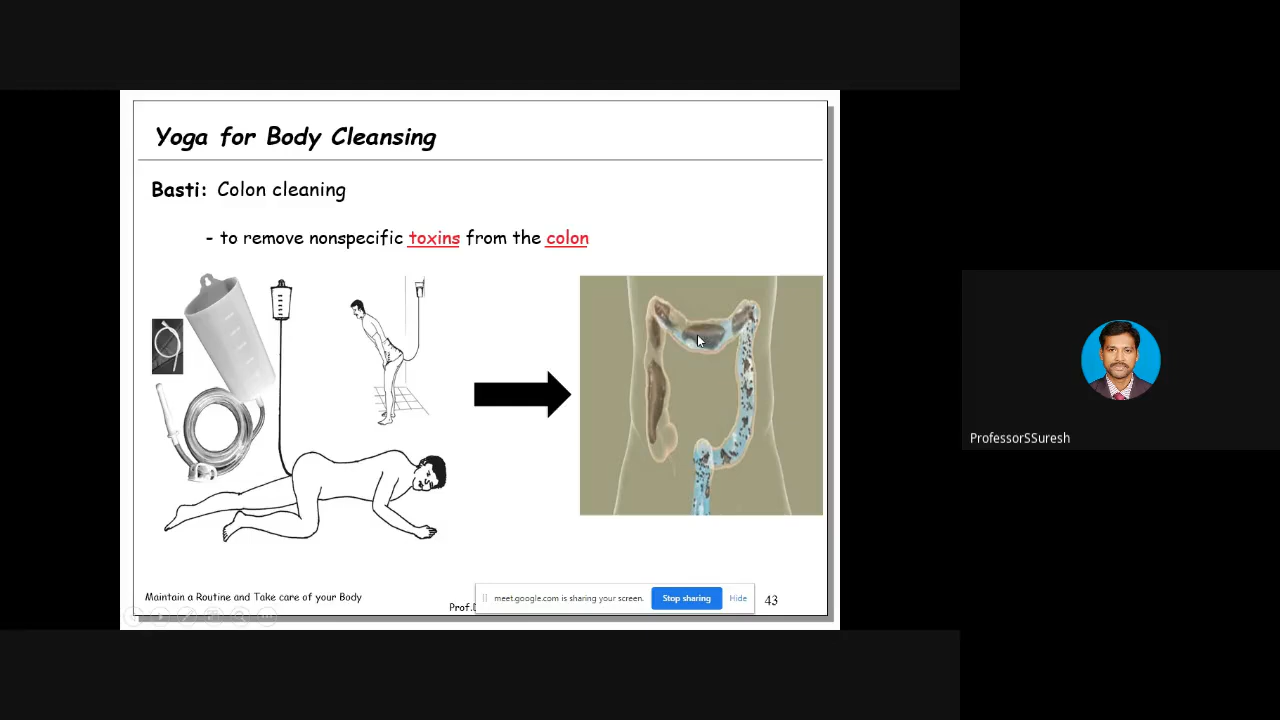 Yoga for Body Cleansing
Basti: Colon cleaning
- to remove nonspecific toxins from the colon
ProfessorSSuresh
Maintain a Routine and Take care of your Body
Prof.
meet.google.com is sharing your screen.
Stop sharing
Hide
43